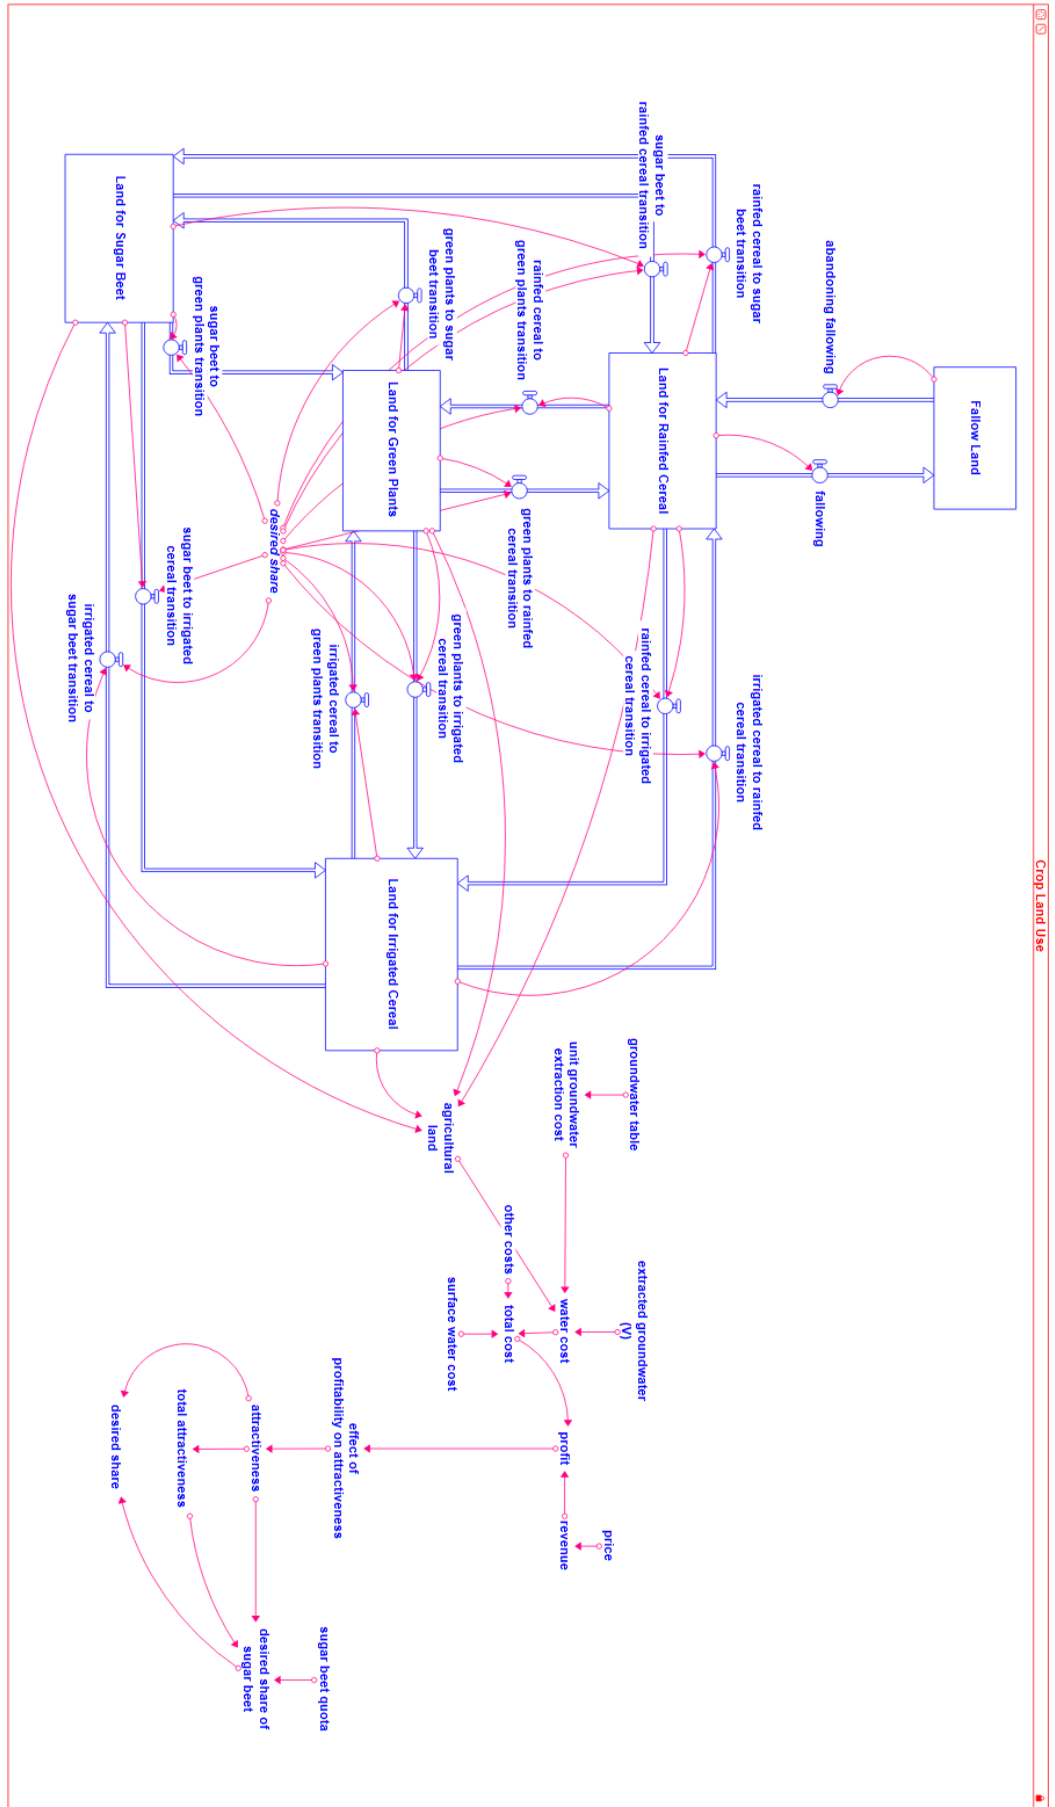 Crop Land Use
Fallow Land
abandoning fallowing
fallowing
rainfed cereal to sugar
beet transition
irrigated cereal to rainfed
cereal transition
sugar beet to
rainfed cereal transition
Land for Rainfed Cereal
rainfed cereal to irrigated
cereal transition
rainfed cereal to
green plants transition
green plants to rainfed
cereal transition
green plants to sugar
beet transition
Land for Green Plants
green plants to irrigated
cereal transition
irrigated cereal to
green plants transition
Land for Irrigated Cereal
desired share
sugar beet to
green plants transition
sugar beet to irrigated
cereal transition
Land for Sugar Beet
irrigated cereal to
sugar beet transition
groundwater table
unit groundwater
extraction cost
agricultural
land
extracted groundwater
(V)
water cost
other costs
total cost
surface water cost
price
revenue
profit
effect of
profitability on attractiveness
attractiveness
total attractiveness
desired share
sugar beet quota
desired share of
sugar beet